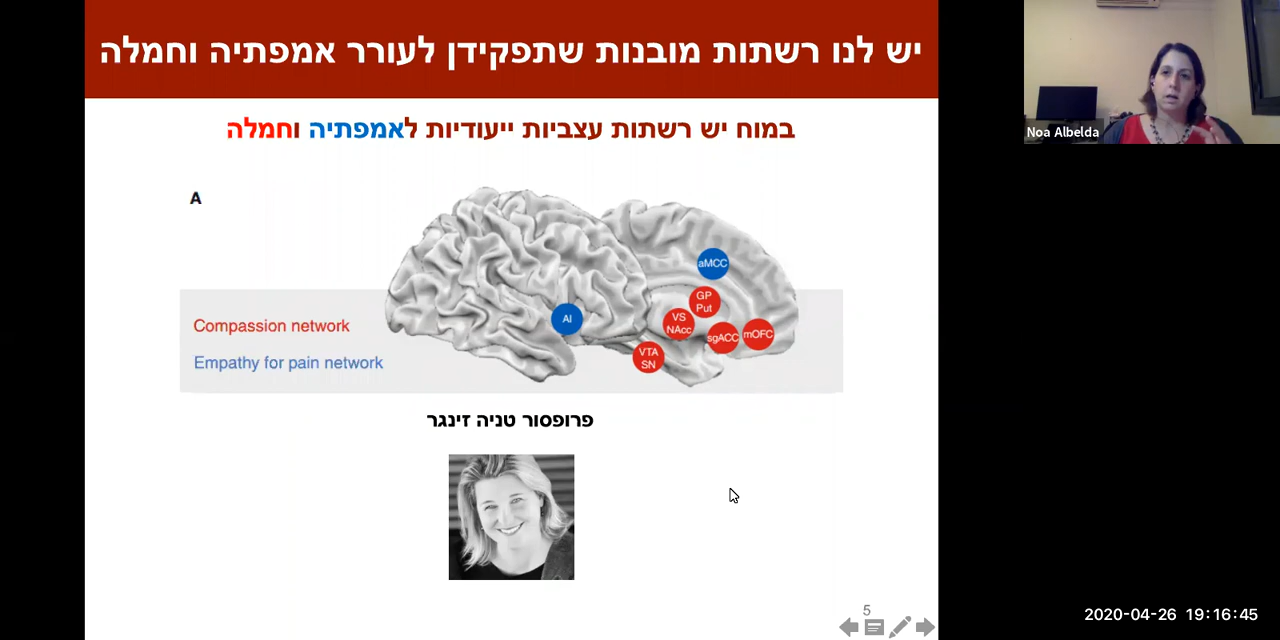 יש לנו רשתות מובנות שתפקידן לעורר אמפתיה וחמלה
Noa Albelda
במוח יש רשתות עצביות ייעודיות לאמפתיה וחמלה
A
aMCC
GP
Put
VS
NAcc
AI
sgACC
mOFC
VTA
SN
Compassion network
Empathy for pain network
פרופסור טניה זינגר
5
2020-04-26 19:16:45